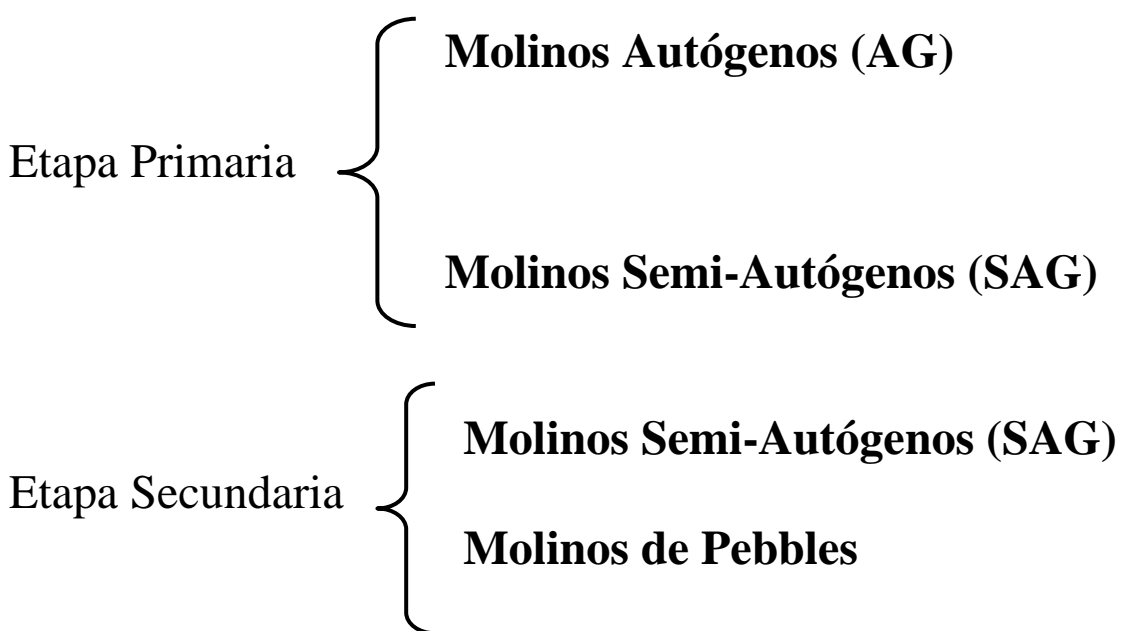 Molinos Autógenos (AG)
Etapa Primaria
Molinos Semi-Autógenos (SAG)
Molinos Semi-Autógenos (SAG)
Etapa Secundaria
Molinos de Pebbles